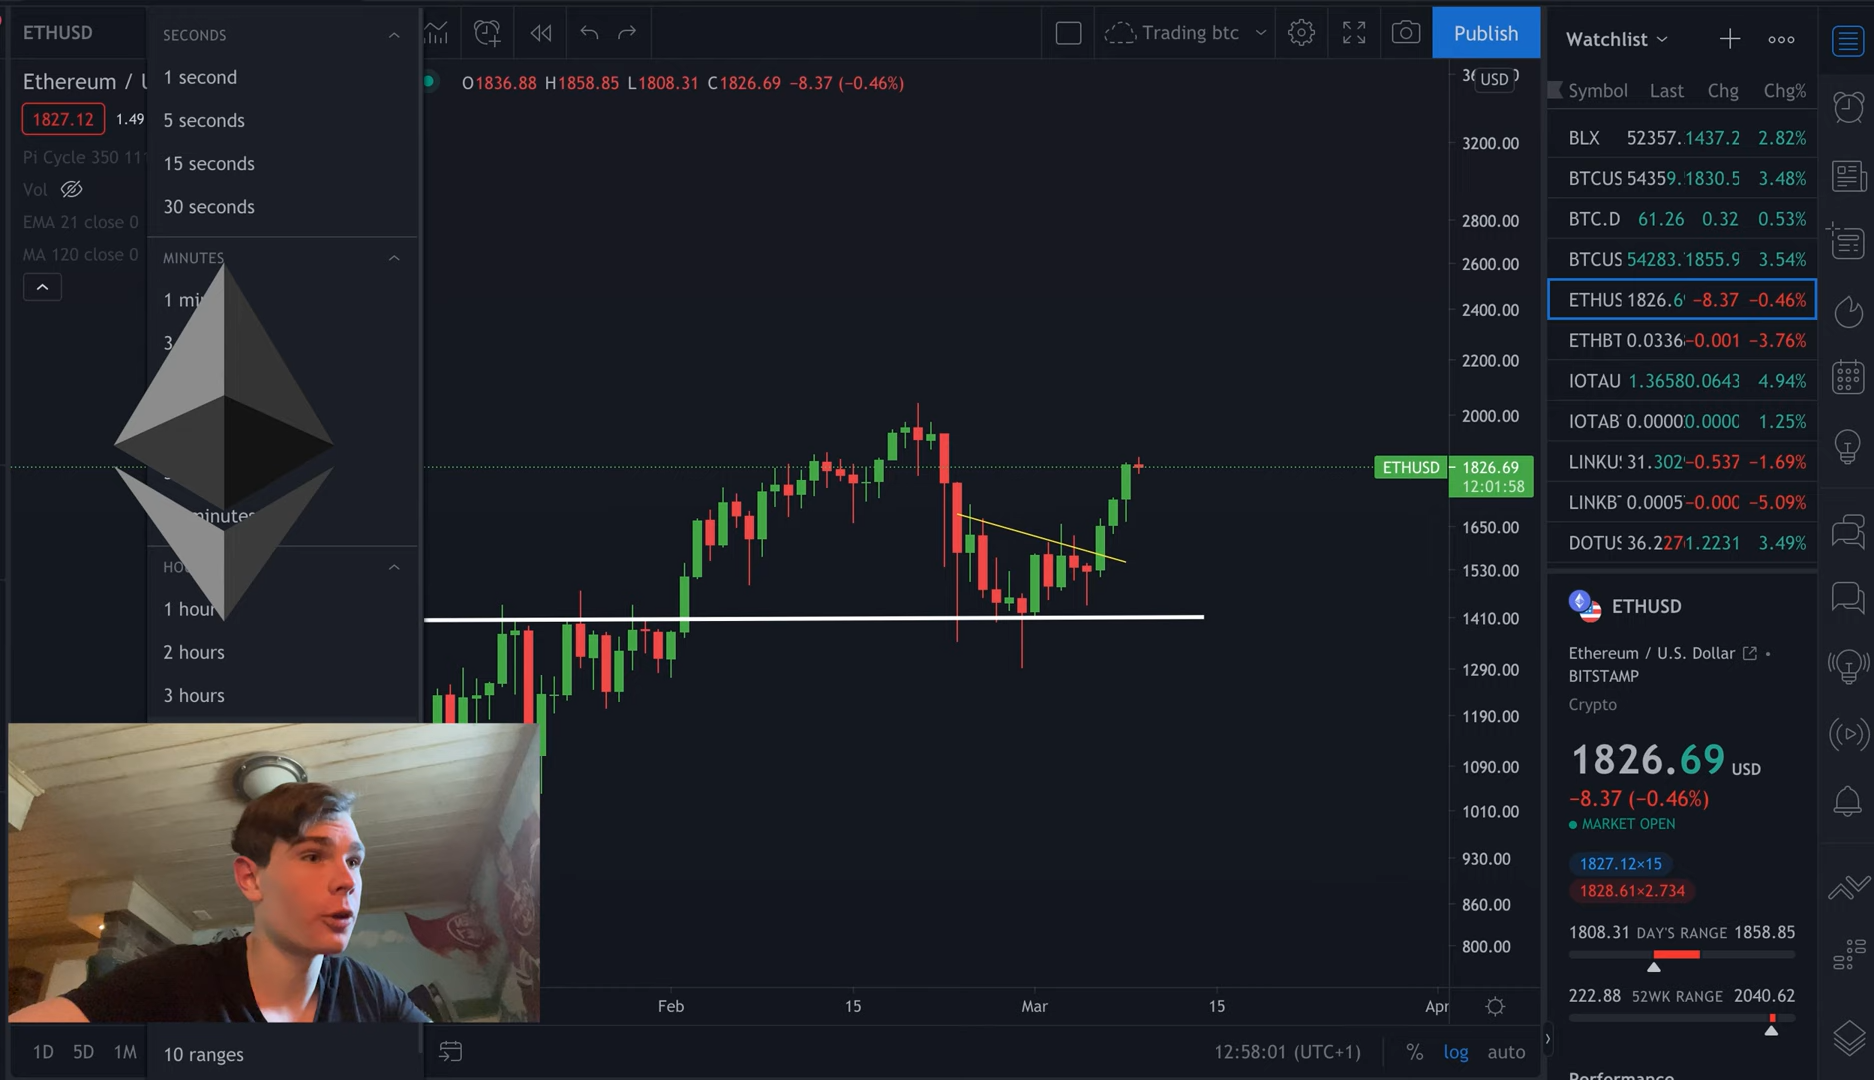 ETHUSD
SECONDS
Trading btc
Publish
Watchlist
Ethereum /
1 second
O1836.88 H1858.85 L1808.31 C1826.69 −8.37 (−0.46%)
USD
Symbol Last Chg Chg%
1827.12
1.49
5 seconds
Pi Cycle 350
15 seconds
Vol
30 seconds
EMA 21 close 0
MA 120 close 0
MINUTES
1
3
minutes
1 hour
2 hours
3 hours
10 ranges
3200.00
2800.00
2600.00
2400.00
2200.00
2000.00
ETHUSD 1826.69
12:01:58
1650.00
1530.00
1410.00
1290.00
1190.00
1090.00
1010.00
930.00
860.00
800.00
BLX 52357. 1437.2 2.82%
BTCUS 54359. 1830.5 3.48%
BTC.D 61.26 0.32 0.53%
BTCUS 54283. 1855.9 3.54%
ETHUS 1826.6 −8.37 −0.46%
ETHBT 0.0336 −0.001 −3.76%
IOTAU 1.3658 0.0643 4.94%
IOTAB 0.0000 0.0000 1.25%
LINKU 31.302 −0.537 −1.69%
LINKB 0.0005 −0.000 −5.09%
DOTUS 36.227 1.2231 3.49%
ETHUSD
Ethereum / U.S. Dollar
BITSTAMP
Crypto
1826.69 USD
−8.37 (−0.46%)
MARKET OPEN
1827.12×15
1828.61×2.734
1808.31 DAY'S RANGE 1858.85
222.88 52WK RANGE 2040.62
Feb 15 Mar 15 Apr
1D 5D 1M
12:58:01 (UTC+1) % log auto
Performance